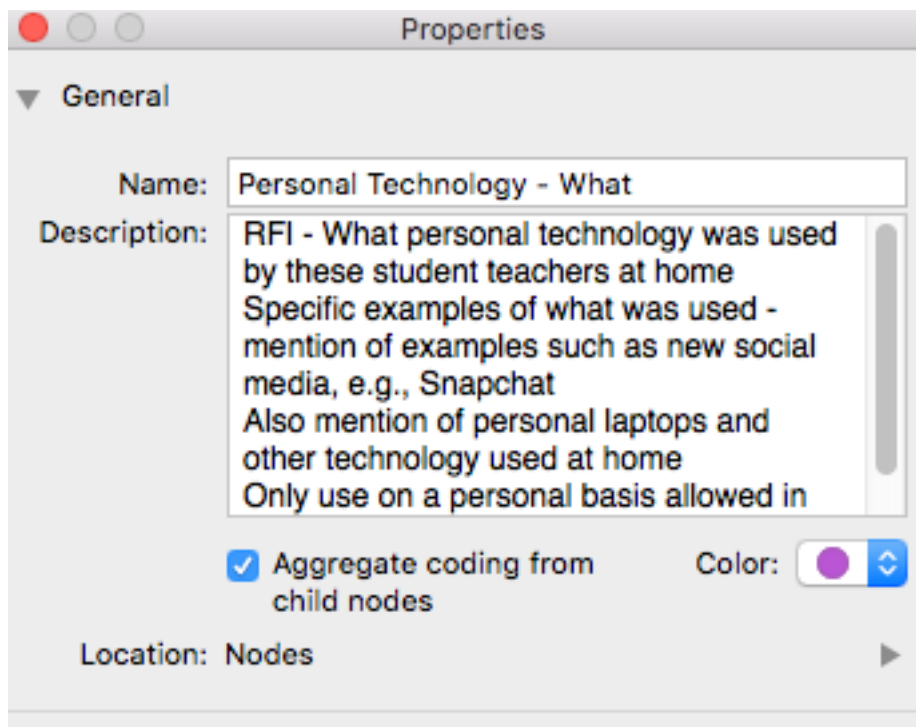 Properties
General
Name: Personal Technology - What
Description: RFI - What personal technology was used
by these student teachers at home
Specific examples of what was used -
mention of examples such as new social
media, e.g., Snapchat
Also mention of personal laptops and
other technology used at home
Only use on a personal basis allowed in
Aggregate coding from Color:
child nodes
Location: Nodes